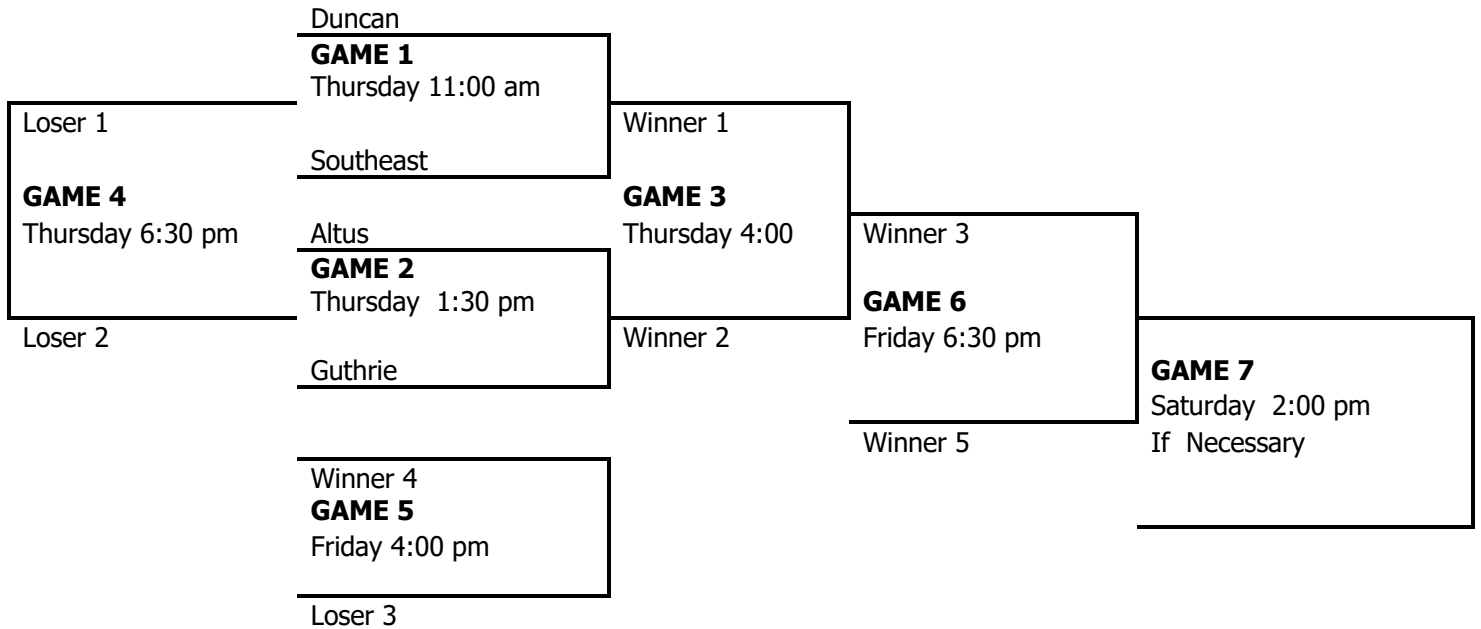 Duncan
GAME 1
Thursday 11:00 am
Loser 1
Winner 1
Southeast
GAME 4
GAME 3
Thursday 6:30 pm
Altus
Thursday 4:00
Winner 3
GAME 2
Thursday 1:30 pm
GAME 6
Loser 2
Winner 2
Friday 6:30 pm
Guthrie
GAME 7
Saturday 2:00 pm
Winner 5
If Necessary
Winner 4
GAME 5
Friday 4:00 pm
Loser 3